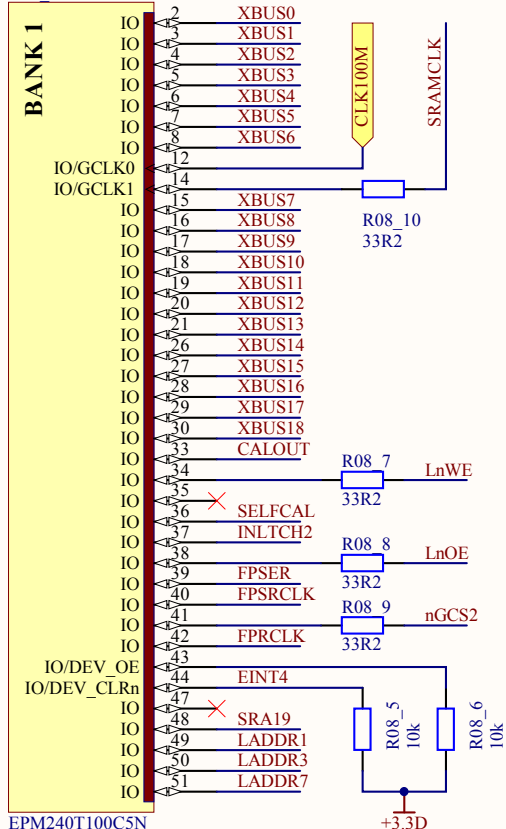 BANK 1
IO 2 XBUS0
IO 3 XBUS1
IO 4 XBUS2
IO 5 XBUS3
IO 6 XBUS4
IO 7 XBUS5
IO 8 XBUS6
IO/GCLK0 12 CLK100M
IO/GCLK1 14 R08_10 33R2 SRAMCLK
IO 15 XBUS7
IO 16 XBUS8
IO 17 XBUS9
IO 18 XBUS10
IO 19 XBUS11
IO 20 XBUS12
IO 21 XBUS13
IO 26 XBUS14
IO 27 XBUS15
IO 28 XBUS16
IO 29 XBUS17
IO 30 XBUS18
IO 33 CALOUT
IO 34 R08_7 33R2 LnWE
IO 35
IO 36 SELFCAL
IO 37 INLTCH2
IO 38 R08_8 33R2 LnOE
IO 39 FPSER
IO 40 FPSRCLK
IO 41 R08_9 33R2 nGCS2
IO 42 FPRCLK
IO/DEV_OE 43
IO/DEV_CLRn 44 EINT4
IO 47
IO 48 SRA19
IO 49 LADDR1
IO 50 LADDR3
IO 51 LADDR7
R08_5 10k
R08_6 10k
EPM240T100C5N
+3.3D